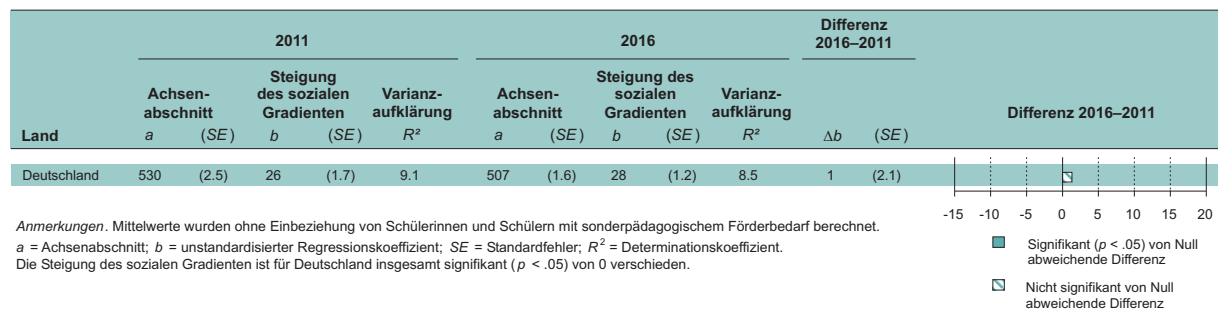 2011 2016 Differenz 2016–2011
Achsen-abschnitt Steigung des sozialen Gradienten Varianz-aufklärung Achsen-abschnitt Steigung des sozialen Gradienten Varianz-aufklärung Differenz 2016–2011
Land a (SE) b (SE) R² a (SE) b (SE) R² Δb (SE)
Deutschland 530 (2.5) 26 (1.7) 9.1 507 (1.6) 28 (1.2) 8.5 1 (2.1)
-15 -10 -5 0 5 10 15 20
Anmerkungen. Mittelwerte wurden ohne Einbeziehung von Schülerinnen und Schülern mit sonderpädagogischem Förderbedarf berechnet.
a = Achsenabschnitt; b = unstandardisierter Regressionskoeffizient; SE = Standardfehler; R² = Determinationskoeffizient.
Die Steigung des sozialen Gradienten ist für Deutschland insgesamt signifikant (p < .05) von 0 verschieden.
Signifikant (p < .05) von Null
abweichende Differenz
Nicht signifikant von Null
abweichende Differenz